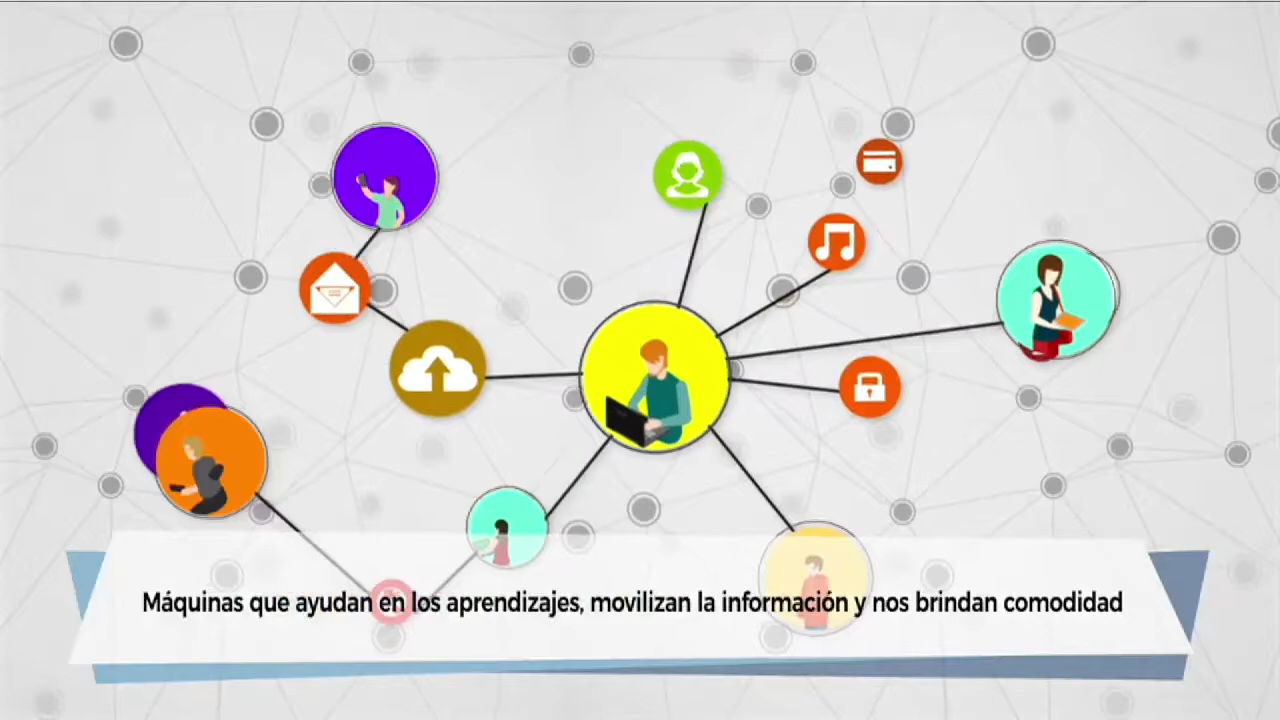 Máquinas que ayudan en los aprendizajes, movilizan la información y nos brindan comodidad